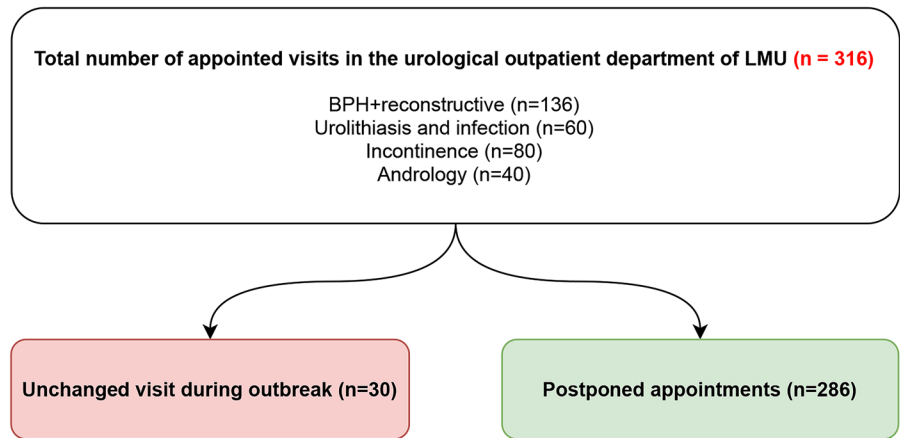 Total number of appointed visits in the urological outpatient department of LMU (n = 316)
BPH+reconstructive (n=136)
Urolithiasis and infection (n=60)
Incontinence (n=80)
Andrology (n=40)
Unchanged visit during outbreak (n=30)
Postponed appointments (n=286)